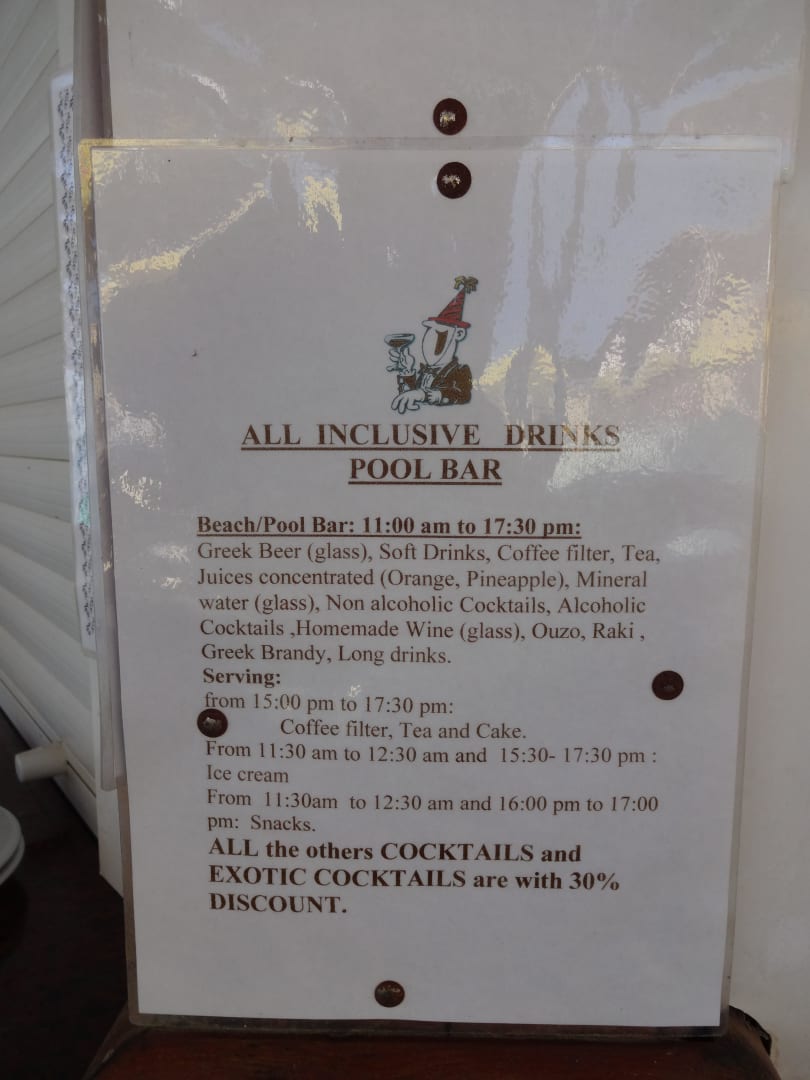 ALL INCLUSIVE DRINKS
POOL BAR
Beach/Pool Bar: 11:00 am to 17:30 pm:
Greek Beer (glass), Soft Drinks, Coffee filter, Tea,
Juices concentrated (Orange, Pineapple), Mineral
water (glass), Non alcoholic Cocktails, Alcoholic
Cocktails ,Homemade Wine (glass), Ouzo, Raki ,
Greek Brandy, Long drinks.
Serving:
from 15:00 pm to 17:30 pm:
Coffee filter, Tea and Cake.
From 11:30 am to 12:30 am and 15:30- 17:30 pm :
Ice cream
From 11:30am to 12:30 am and 16:00 pm to 17:00
pm: Snacks.
ALL the others COCKTAILS and
EXOTIC COCKTAILS are with 30%
DISCOUNT.